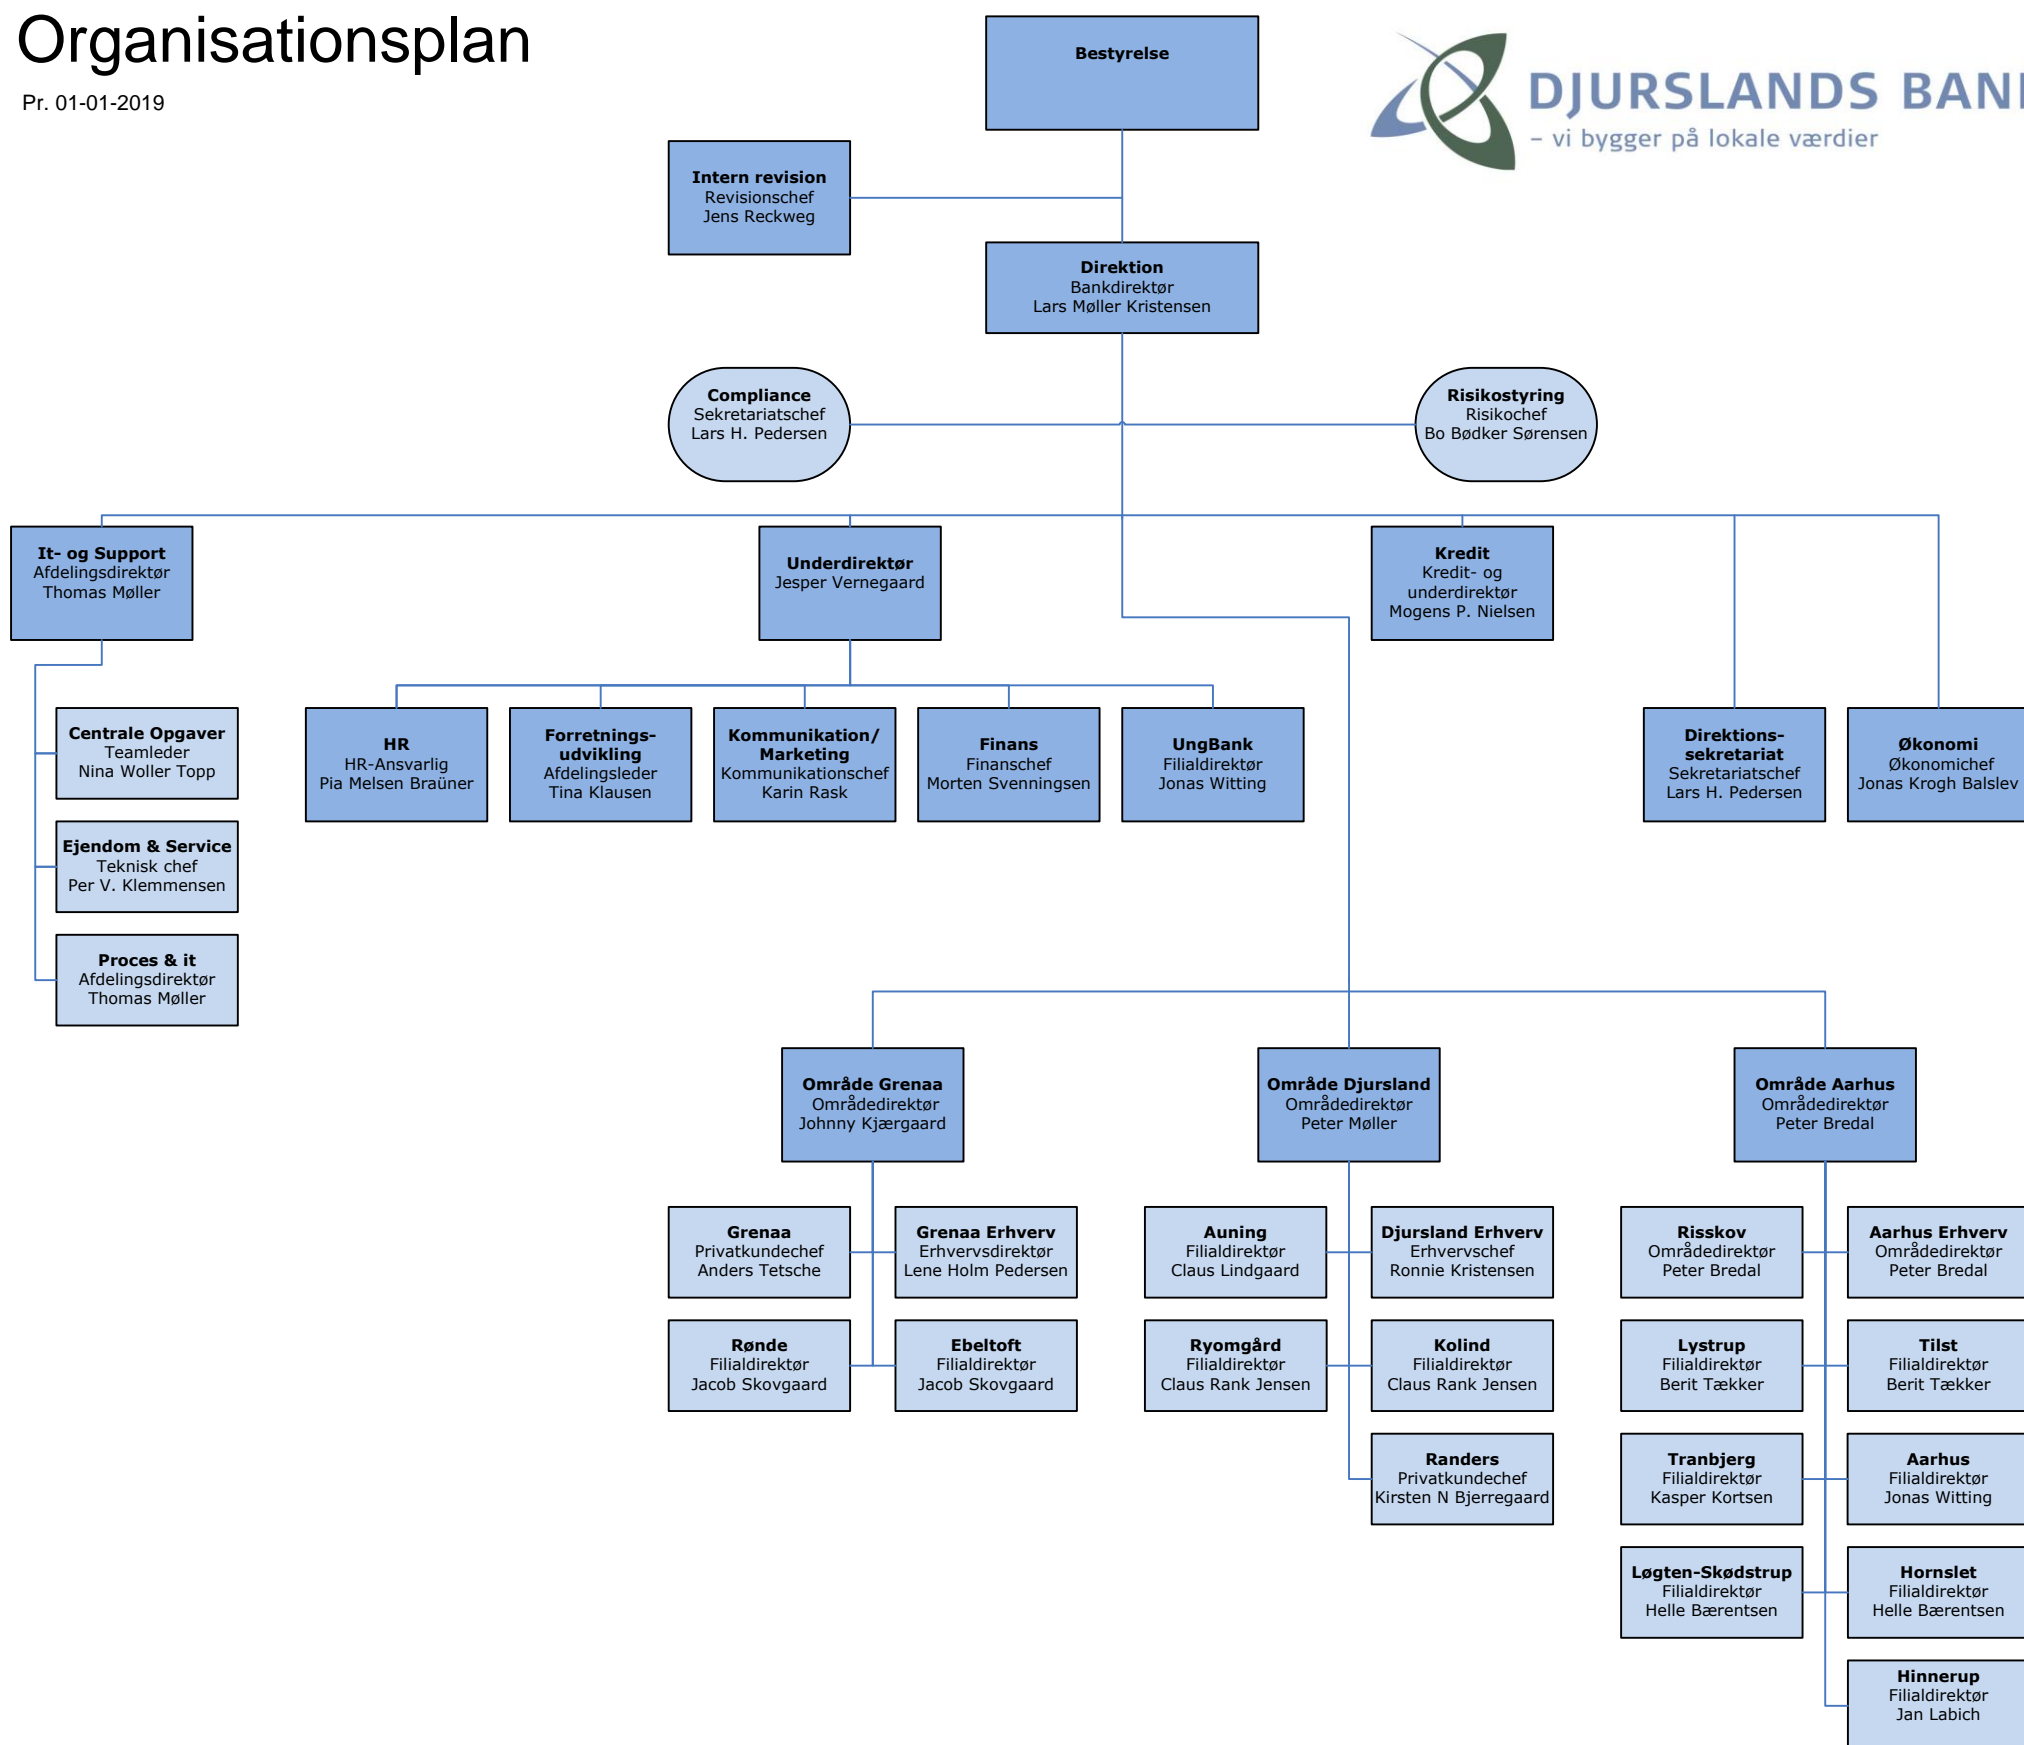 Organisationsplan
Pr. 01-01-2019
Bestyrelse
DJURSLANDS BAN
– vi bygger på lokale værdier
Intern revision
Revisionschef
Jens Reckweg
Direktion
Bankdirektør
Lars Møller Kristensen
Compliance
Sekretariatschef
Lars H. Pedersen
Risikostyring
Risikochef
Bo Bødker Sørensen
It- og Support
Afdelingsdirektør
Thomas Møller
Underdirektør
Jesper Vernegaard
Kredit
Kredit- og
underdirektør
Mogens P. Nielsen
Centrale Opgaver
Teamleder
Nina Woller Topp
Ejendom & Service
Teknisk chef
Per V. Klemmensen
Proces & it
Afdelingsdirektør
Thomas Møller
HR
HR-Ansvarlig
Pia Melsen Braüner
Forretnings-
udvikling
Afdelingsleder
Tina Klausen
Kommunikation/
Marketing
Kommunikationschef
Karin Rask
Finans
Finanschef
Morten Svenningsen
UngBank
Filialdirektør
Jonas Witting
Direktions-
sekretariat
Sekretariatschef
Lars H. Pedersen
Økonomi
Økonomichef
Jonas Krogh Balslev
Område Grenaa
Områdedirektør
Johnny Kjærgaard
Område Djursland
Områdedirektør
Peter Møller
Område Aarhus
Områdedirektør
Peter Bredal
Grenaa
Privatkundechef
Anders Tetsche
Grenaa Erhverv
Erhvervsdirektør
Lene Holm Pedersen
Rønde
Filialdirektør
Jacob Skovgaard
Ebeltoft
Filialdirektør
Jacob Skovgaard
Auning
Filialdirektør
Claus Lindgaard
Djursland Erhverv
Erhvervschef
Ronnie Kristensen
Ryomgård
Filialdirektør
Claus Rank Jensen
Kolind
Filialdirektør
Claus Rank Jensen
Randers
Privatkundechef
Kirsten N Bjerregaard
Risskov
Områdedirektør
Peter Bredal
Aarhus Erhverv
Områdedirektør
Peter Bredal
Lystrup
Filialdirektør
Berit Tækker
Tilst
Filialdirektør
Berit Tækker
Tranbjerg
Filialdirektør
Kasper Kortsen
Aarhus
Filialdirektør
Jonas Witting
Løgten-Skødstrup
Filialdirektør
Helle Bærentsen
Hornslet
Filialdirektør
Helle Bærentsen
Hinnerup
Filialdirektør
Jan Labich